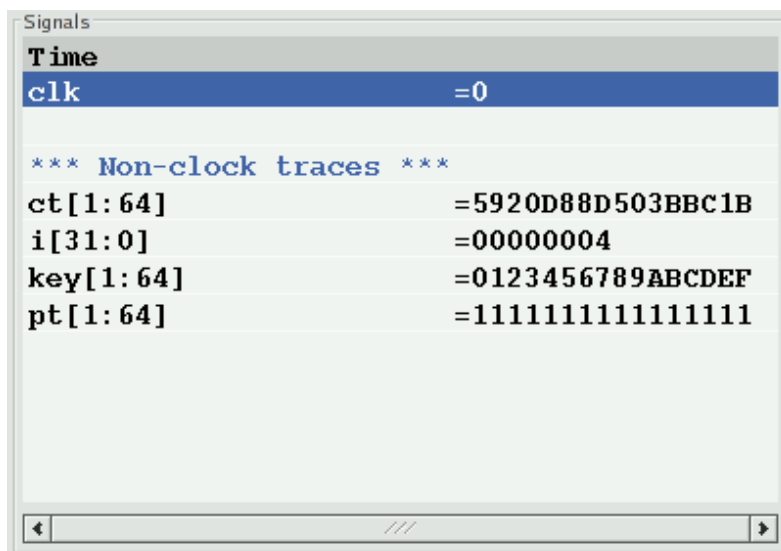 Signals
Time
clk =0
*** Non-clock traces ***
ct[1:64] =5920D88D503BBC1B
i[31:0] =00000004
key[1:64] =0123456789ABCDEF
pt[1:64] =1111111111111111